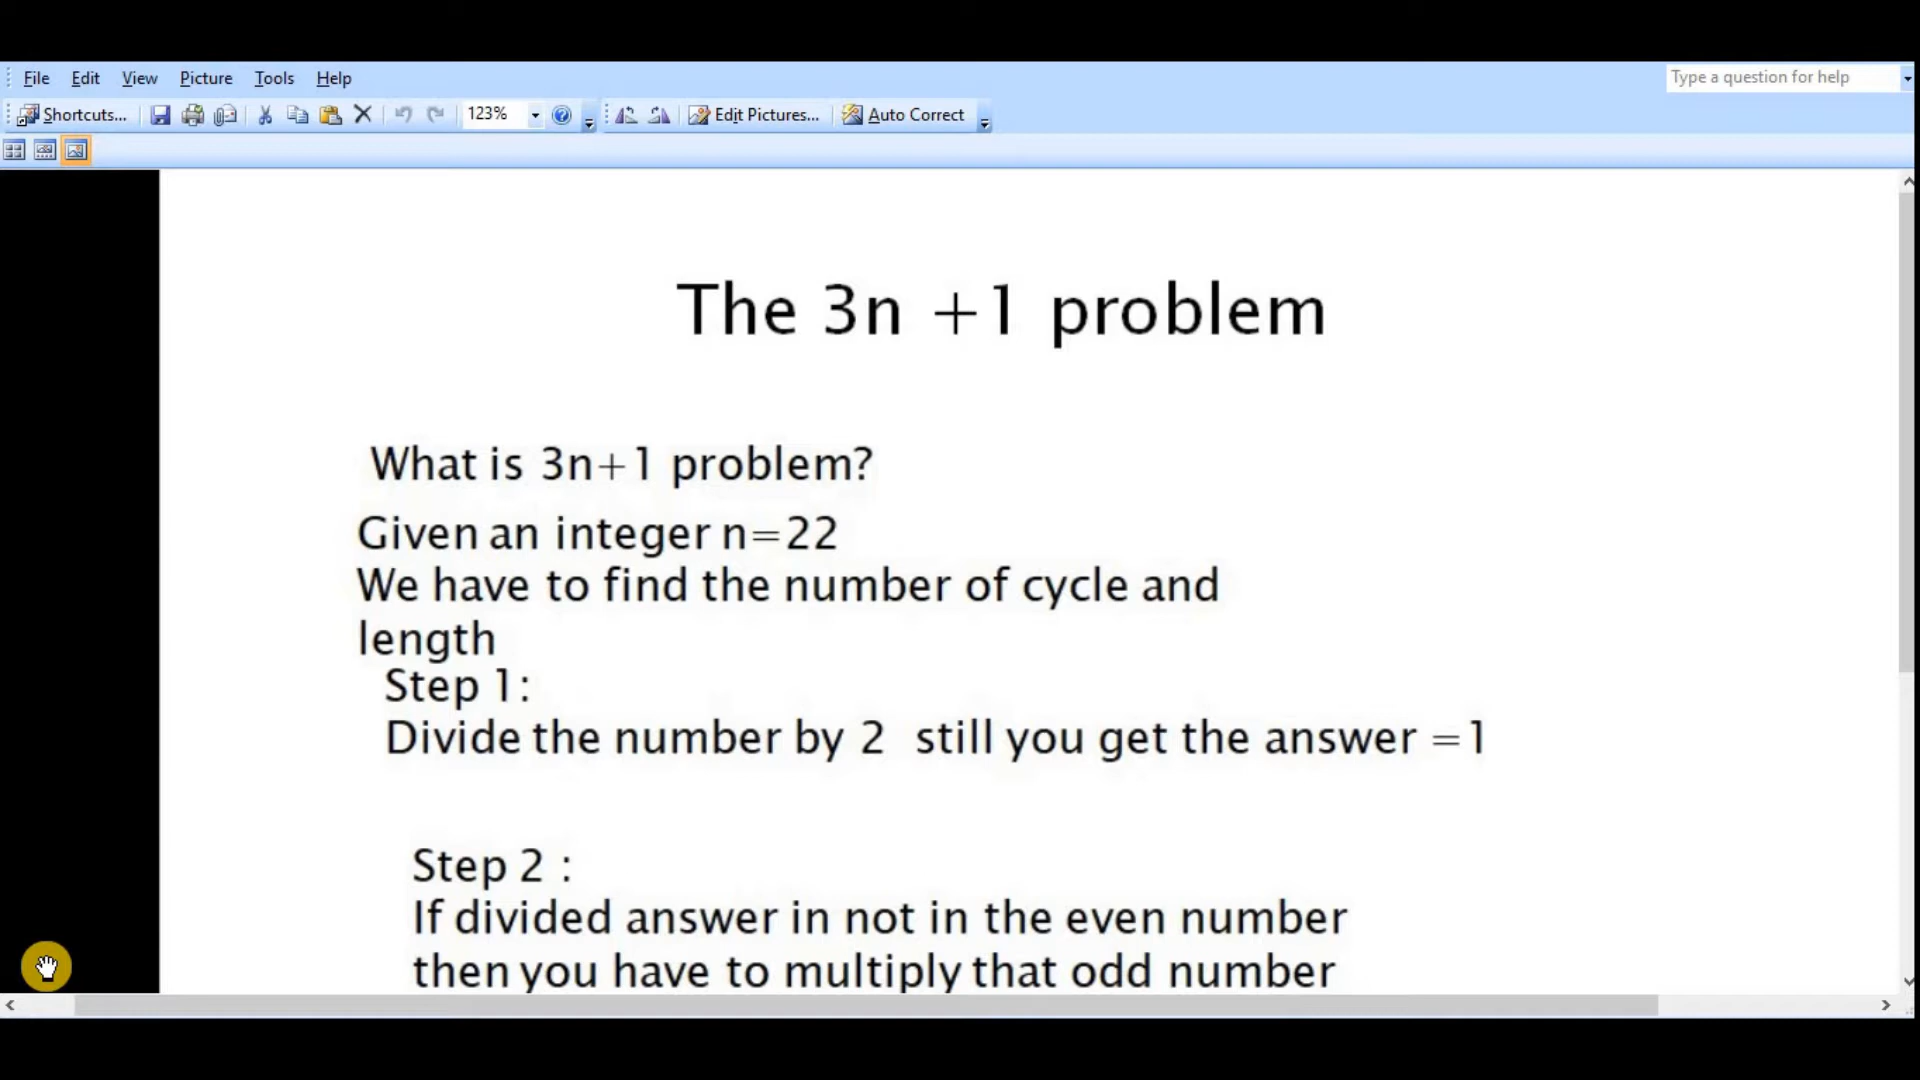 File Edit View Picture Tools Help
Type a question for help
Shortcuts... 123% Edit Pictures... Auto Correct
The 3n +1 problem
What is 3n+1 problem?
Given an integer n=22
We have to find the number of cycle and
length
Step 1:
Divide the number by 2 still you get the answer =1
Step 2 :
If divided answer in not in the even number
then you have to multiply that odd number